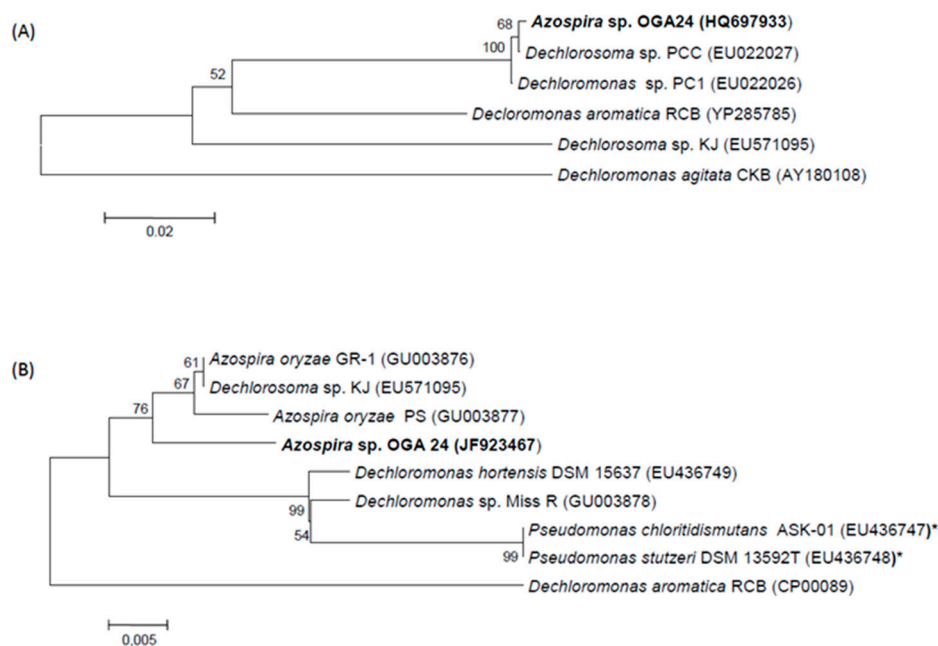 (A)
68
Azospira sp. OGA24 (HQ697933)
100
Dechlorosoma sp. PCC (EU022027)
Dechloromonas sp. PC1 (EU022026)
52
Decloromonas aromatica RCB (YP285785)
Dechlorosoma sp. KJ (EU571095)
Dechloromonas agitata CKB (AY180108)
0.02
(B)
61
Azospira oryzae GR-1 (GU003876)
67
Dechlorosoma sp. KJ (EU571095)
76
Azospira oryzae PS (GU003877)
Azospira sp. OGA 24 (JF923467)
Dechloromonas hortensis DSM 15637 (EU436749)
Dechloromonas sp. Miss R (GU003878)
99
54
Pseudomonas chloritidismutans ASK-01 (EU436747)*
99
Pseudomonas stutzeri DSM 13592T (EU436748)*
Dechloromonas aromatica RCB (CP00089)
0.005